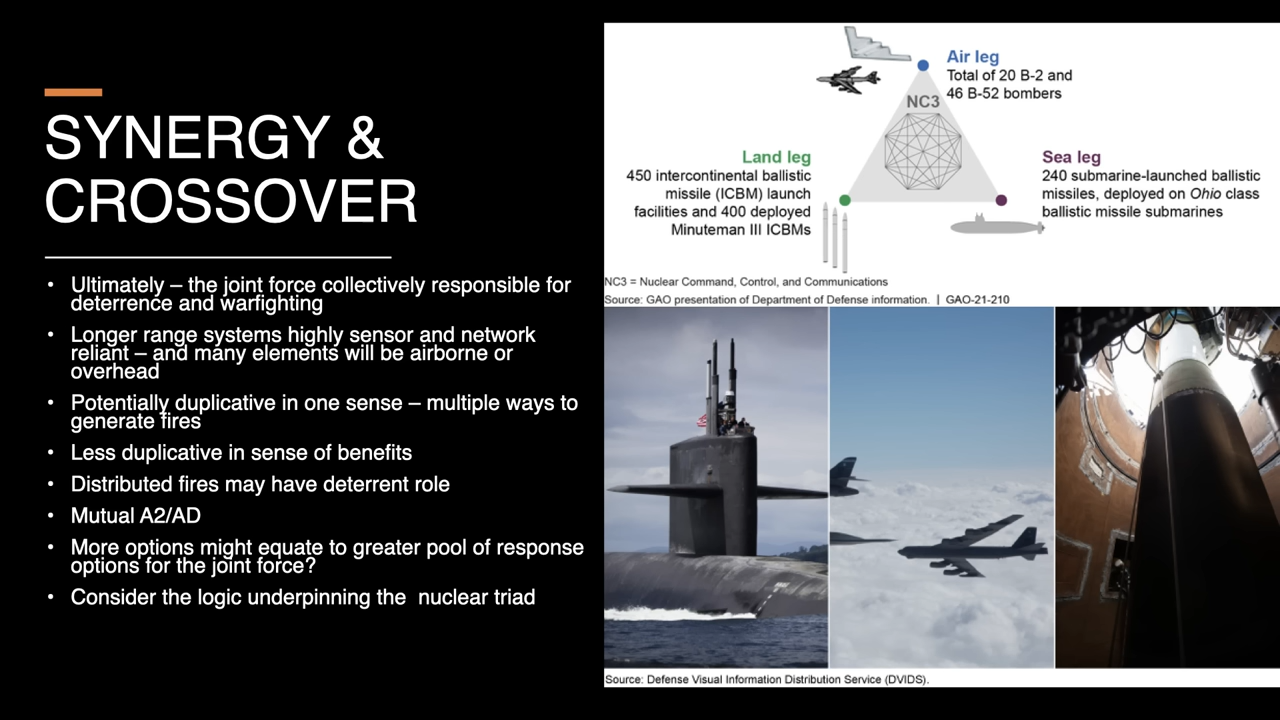 SYNERGY &
CROSSOVER
• Ultimately – the joint force collectively responsible for
deterrence and warfighting
• Longer range systems highly sensor and network
reliant – and many elements will be airborne or
overhead
• Potentially duplicative in one sense – multiple ways to
generate fires
• Less duplicative in sense of benefits
• Distributed fires may have deterrent role
• Mutual A2/AD
• More options might equate to greater pool of response
options for the joint force?
• Consider the logic underpinning the  nuclear triad
Air leg
Total of 20 B-2 and
46 B-52 bombers
NC3
Land leg
450 intercontinental ballistic
missile (ICBM) launch
facilities and 400 deployed
Minuteman III ICBMs
Sea leg
240 submarine-launched ballistic
missiles, deployed on Ohio class
ballistic missile submarines
NC3 = Nuclear Command, Control, and Communications
Source: GAO presentation of Department of Defense information. | GAO-21-210
Source: Defense Visual Information Distribution Service (DVIDS).